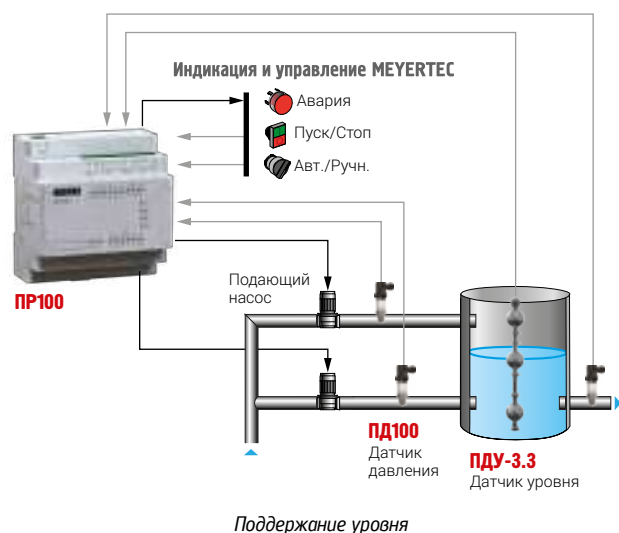 Индикация и управление MEYERTEC
Авария
Пуск/Стоп
Авт./Ручн.
ПР100
Подающий
насос
ПД100
Датчик
давления
ПДУ-3.3
Датчик уровня
Поддержание уровня